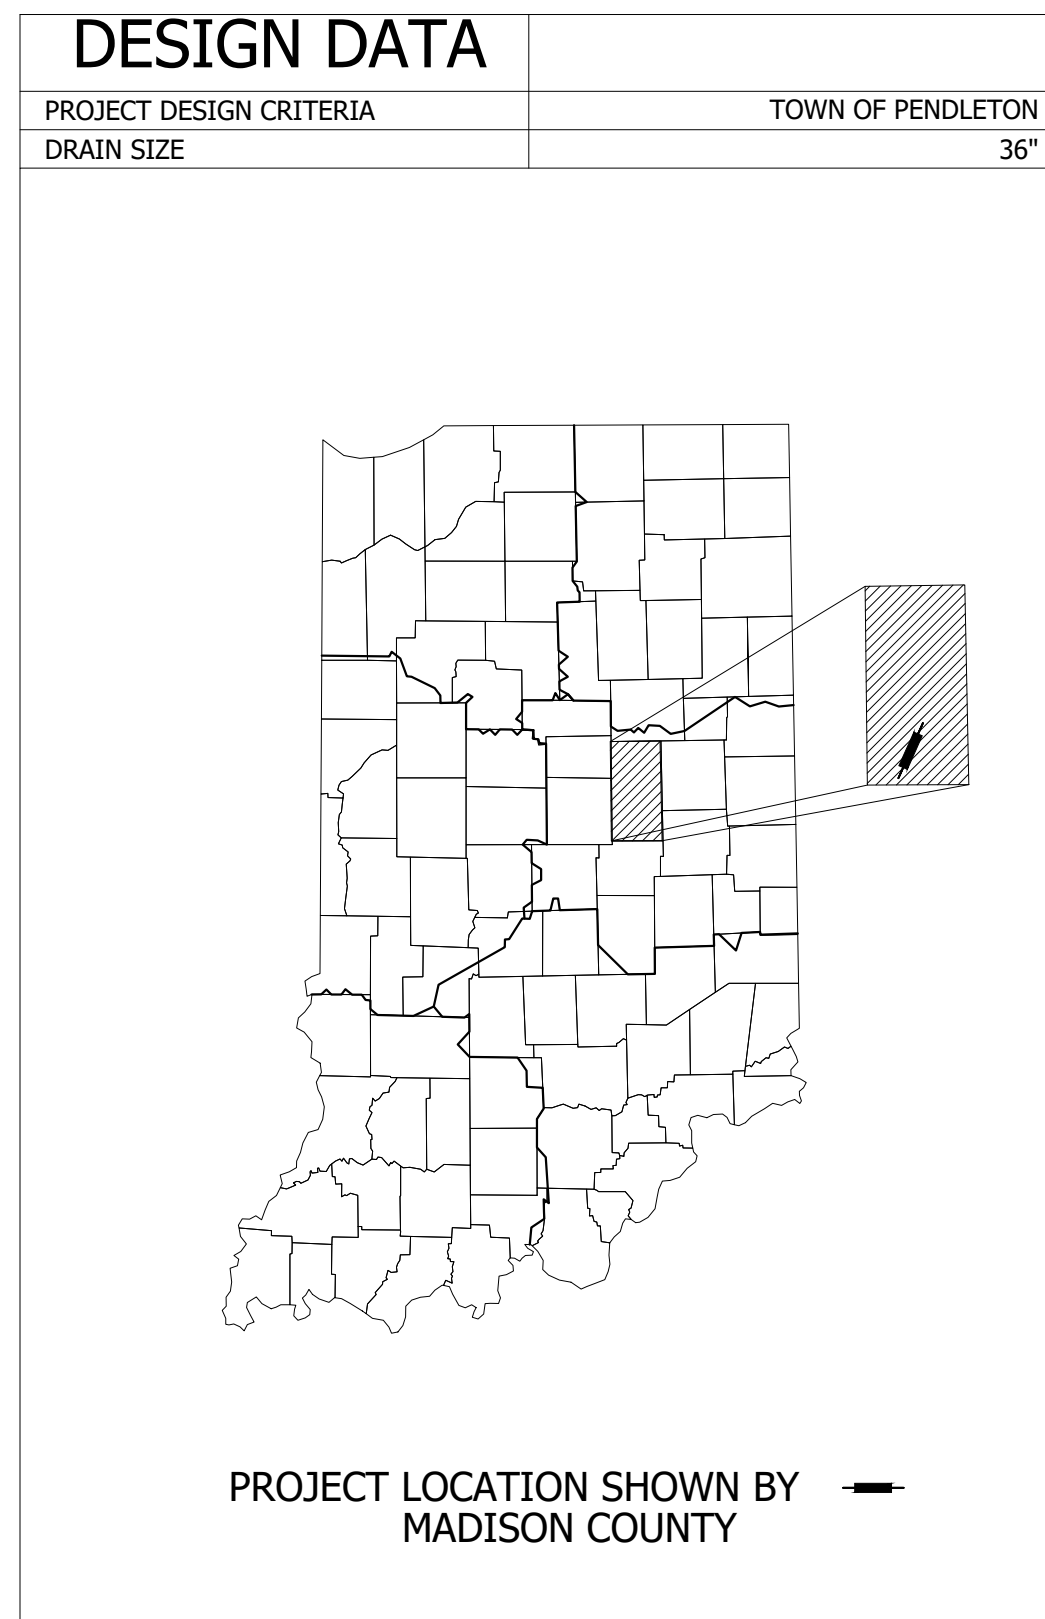 DESIGN DATA
PROJECT DESIGN CRITERIA TOWN OF PENDLETON
DRAIN SIZE 36"
PROJECT LOCATION SHOWN BY
MADISON COUNTY